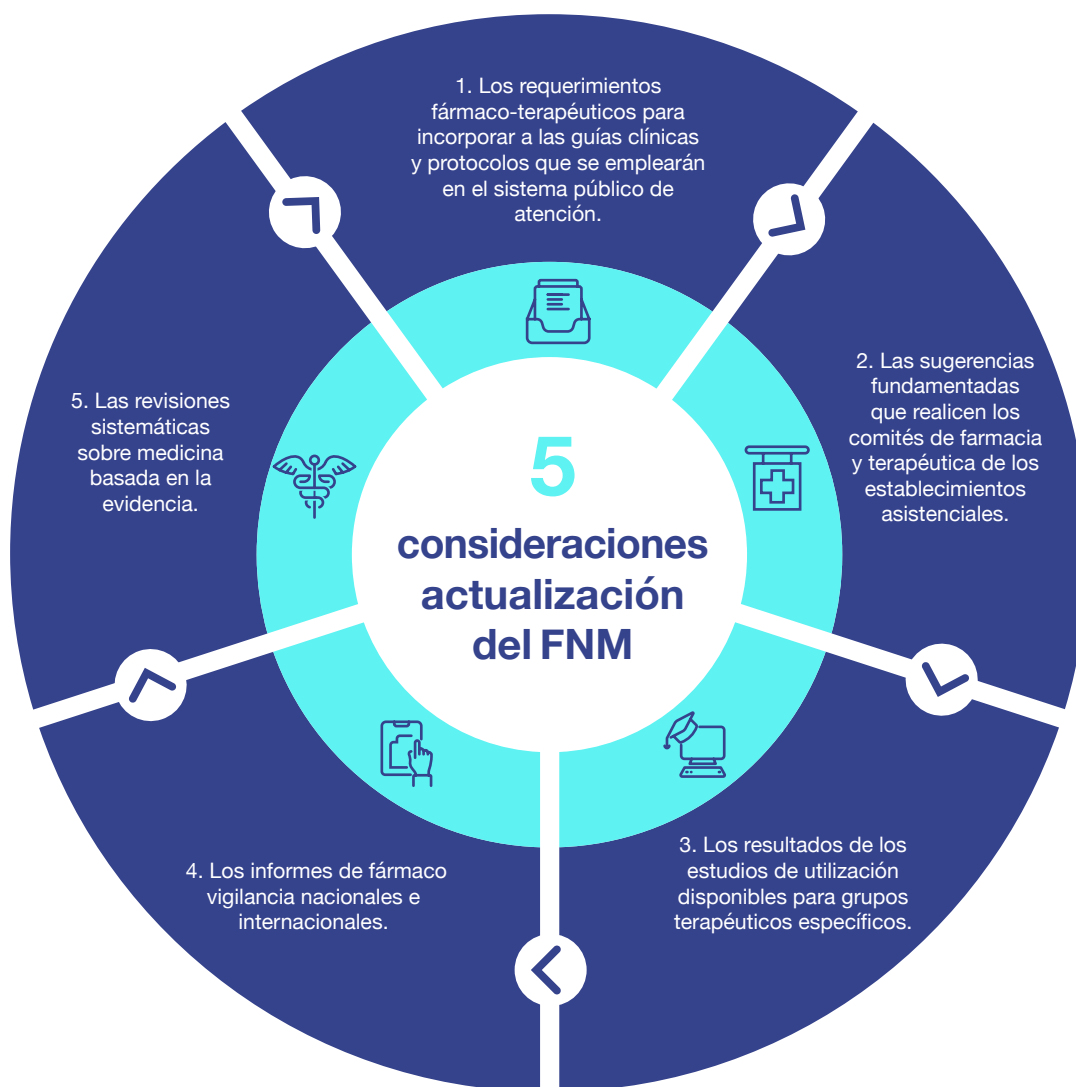 1. Los requerimientos
fármaco-terapéuticos para
incorporar a las guías clínicas
y protocolos que se emplearán
en el sistema público de
atención.
2. Las sugerencias
fundamentadas
que realicen los
comités de farmacia
y terapéutica de los
establecimientos
asistenciales.
3. Los resultados de los
estudios de utilización
disponibles para grupos
terapéuticos específicos.
4. Los informes de fármaco
vigilancia nacionales e
internacionales.
5. Las revisiones
sistemáticas
sobre medicina
basada en la
evidencia.
5
consideraciones
actualización
del FNM